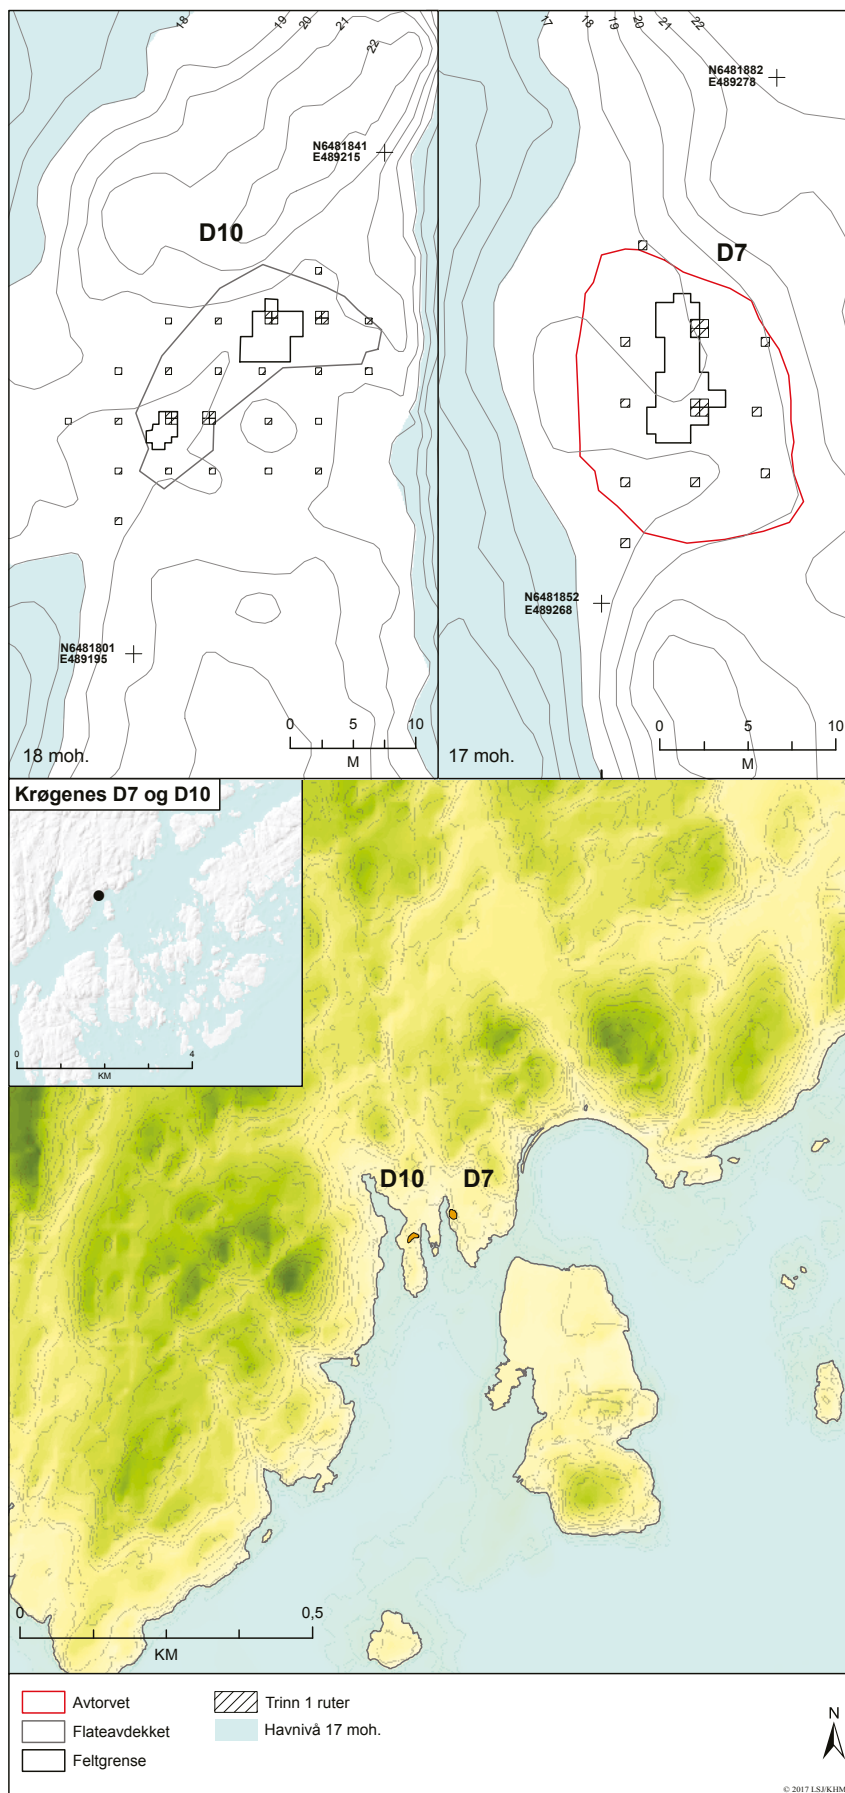 18
19
20
21
22
N6481841
E489215
D10
N6481801
E489195
0 5 10
M
18 moh.
17
18
19
20
21
22
N6481882
E489278
D7
N6481852
E489268
0 5 10
M
17 moh.
Krøgenes D7 og D10
0 4
KM
D10 D7
0 0,5
KM
Avtorvet
Flateavdekket
Feltgrense
Trinn 1 ruter
Havnivå 17 moh.
N
© 2017 LSJ/KHM